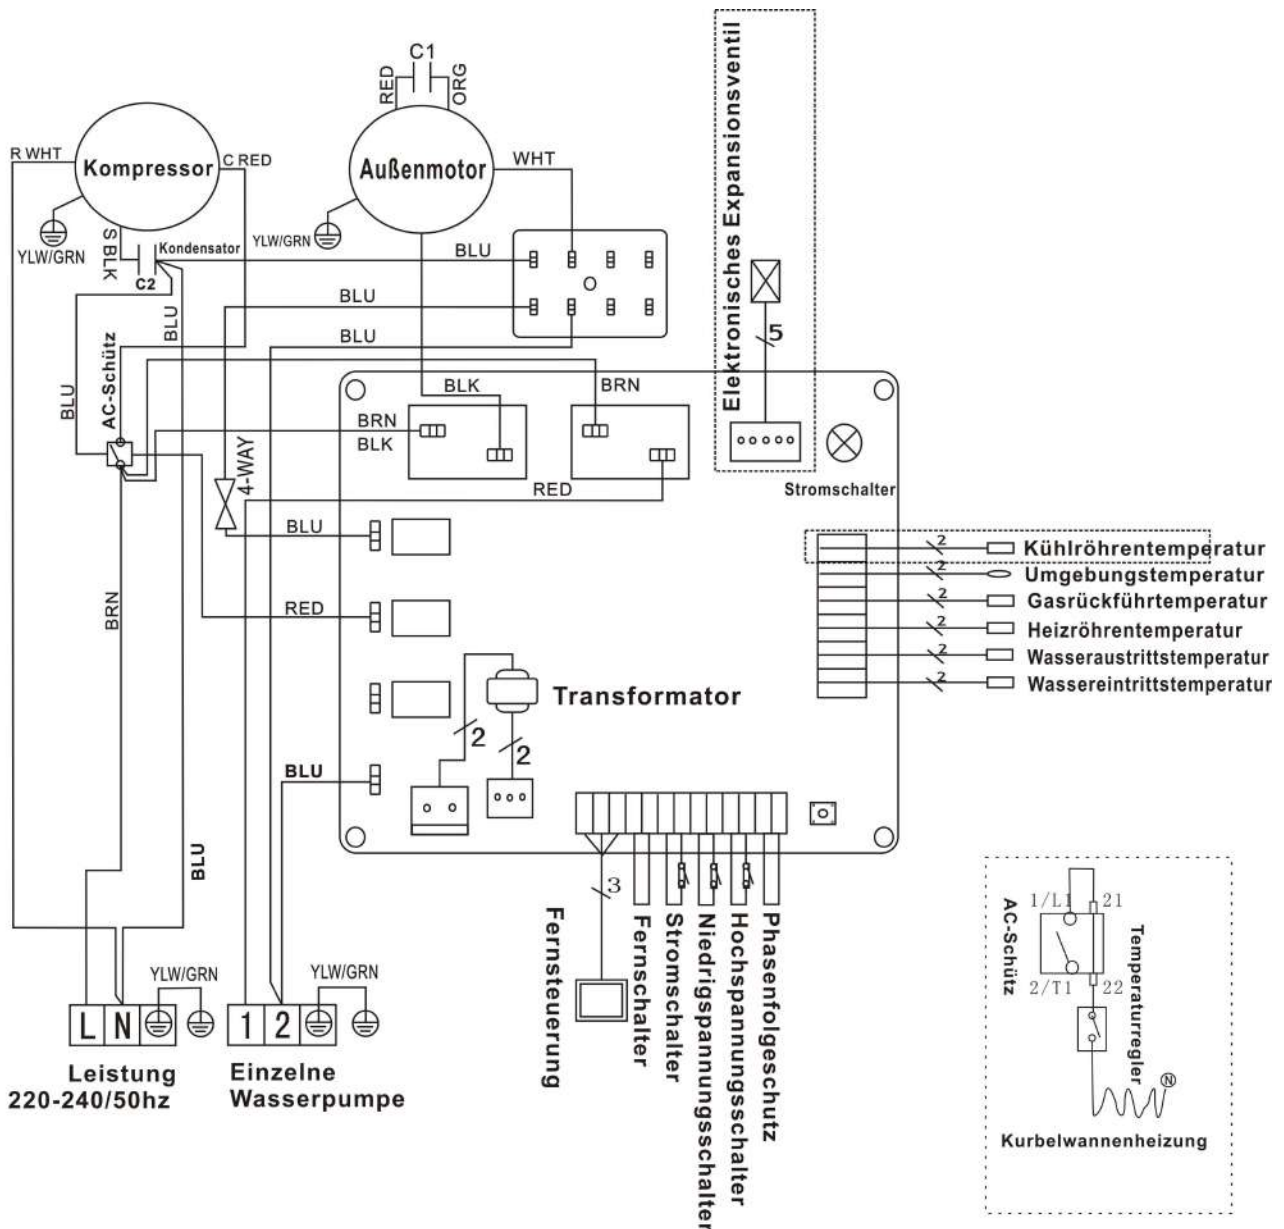 C1
RED
ORG
R WHT
Kompressor
C RED
Außenmotor
WHT
YLW/GRN
S BLK
Kondensator
C2
YLW/GRN
BLU
BLU
BLU
BLU
BLU
AC-Schütz
Elektronisches Expansionsventil
5
BLK
BRN
BRN
BLK
4-WAY
RED
Stromschalter
BLU
RED
BRN
2
Kühlröhrentemperatur
2
Umgebungstemperatur
2
Gasrückführtemperatur
2
Heizröhrentemperatur
2
Wasseraustrittstemperatur
2
Wassereintrittstemperatur
Transformator
2
2
BLU
BLU
3
Fernsteuerung
Fernschalter
Stromschalter
Niedrigspannungsschalter
Hochspannungsschalter
Phasenfolgeschutz
YLW/GRN
YLW/GRN
L N
1 2
Leistung
220-240/50hz
Einzelne
Wasserpumpe
AC-Schütz
1/L1
21
2/T1
22
Temperaturregler
N
Kurbelwannenheizung